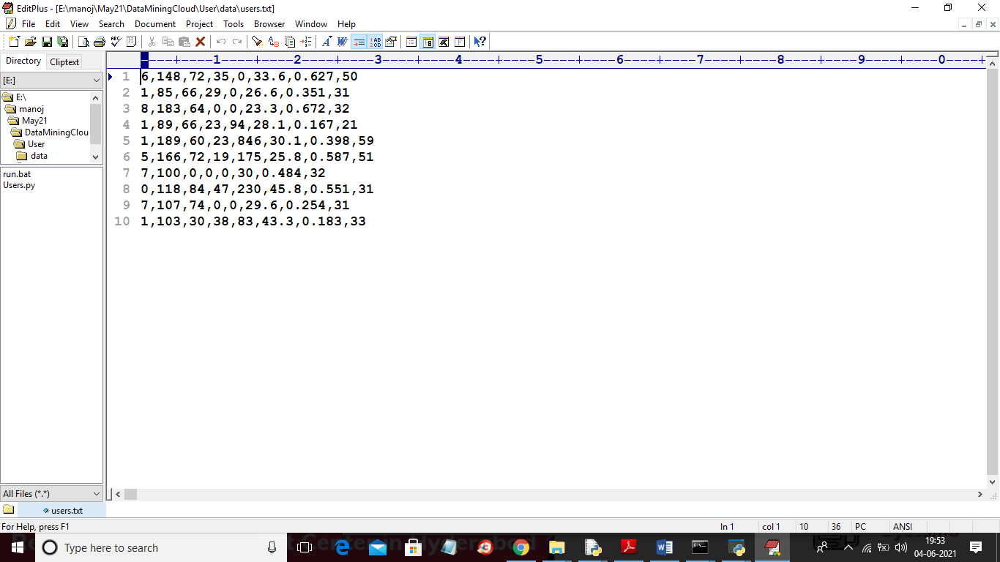 EditPlus - [E:\manoj\May21\DataMiningCloud\User\data\users.txt]
File Edit View Search Document Project Tools Browser Window Help
Directory Cliptext
[E:]
E:\
manoj
May21
DataMiningClou
User
data
run.bat
Users.py
All Files (*.*)
----+----1----+----2----+----3----+----4----+----5----+----6----+----7----+----8----+----9----+----0----+
1 6,148,72,35,0,33.6,0.627,50
2 1,85,66,29,0,26.6,0.351,31
3 8,183,64,0,0,23.3,0.672,32
4 1,89,66,23,94,28.1,0.167,21
5 1,189,60,23,846,30.1,0.398,59
6 5,166,72,19,175,25.8,0.587,51
7 7,100,0,0,0,30,0.484,32
8 0,118,84,47,230,45.8,0.551,31
9 7,107,74,0,0,29.6,0.254,31
10 1,103,30,38,83,43.3,0.183,33
users.txt
For Help, press F1 ln 1 col 1 10 36 PC ANSI
Type here to search
19:53
04-06-2021